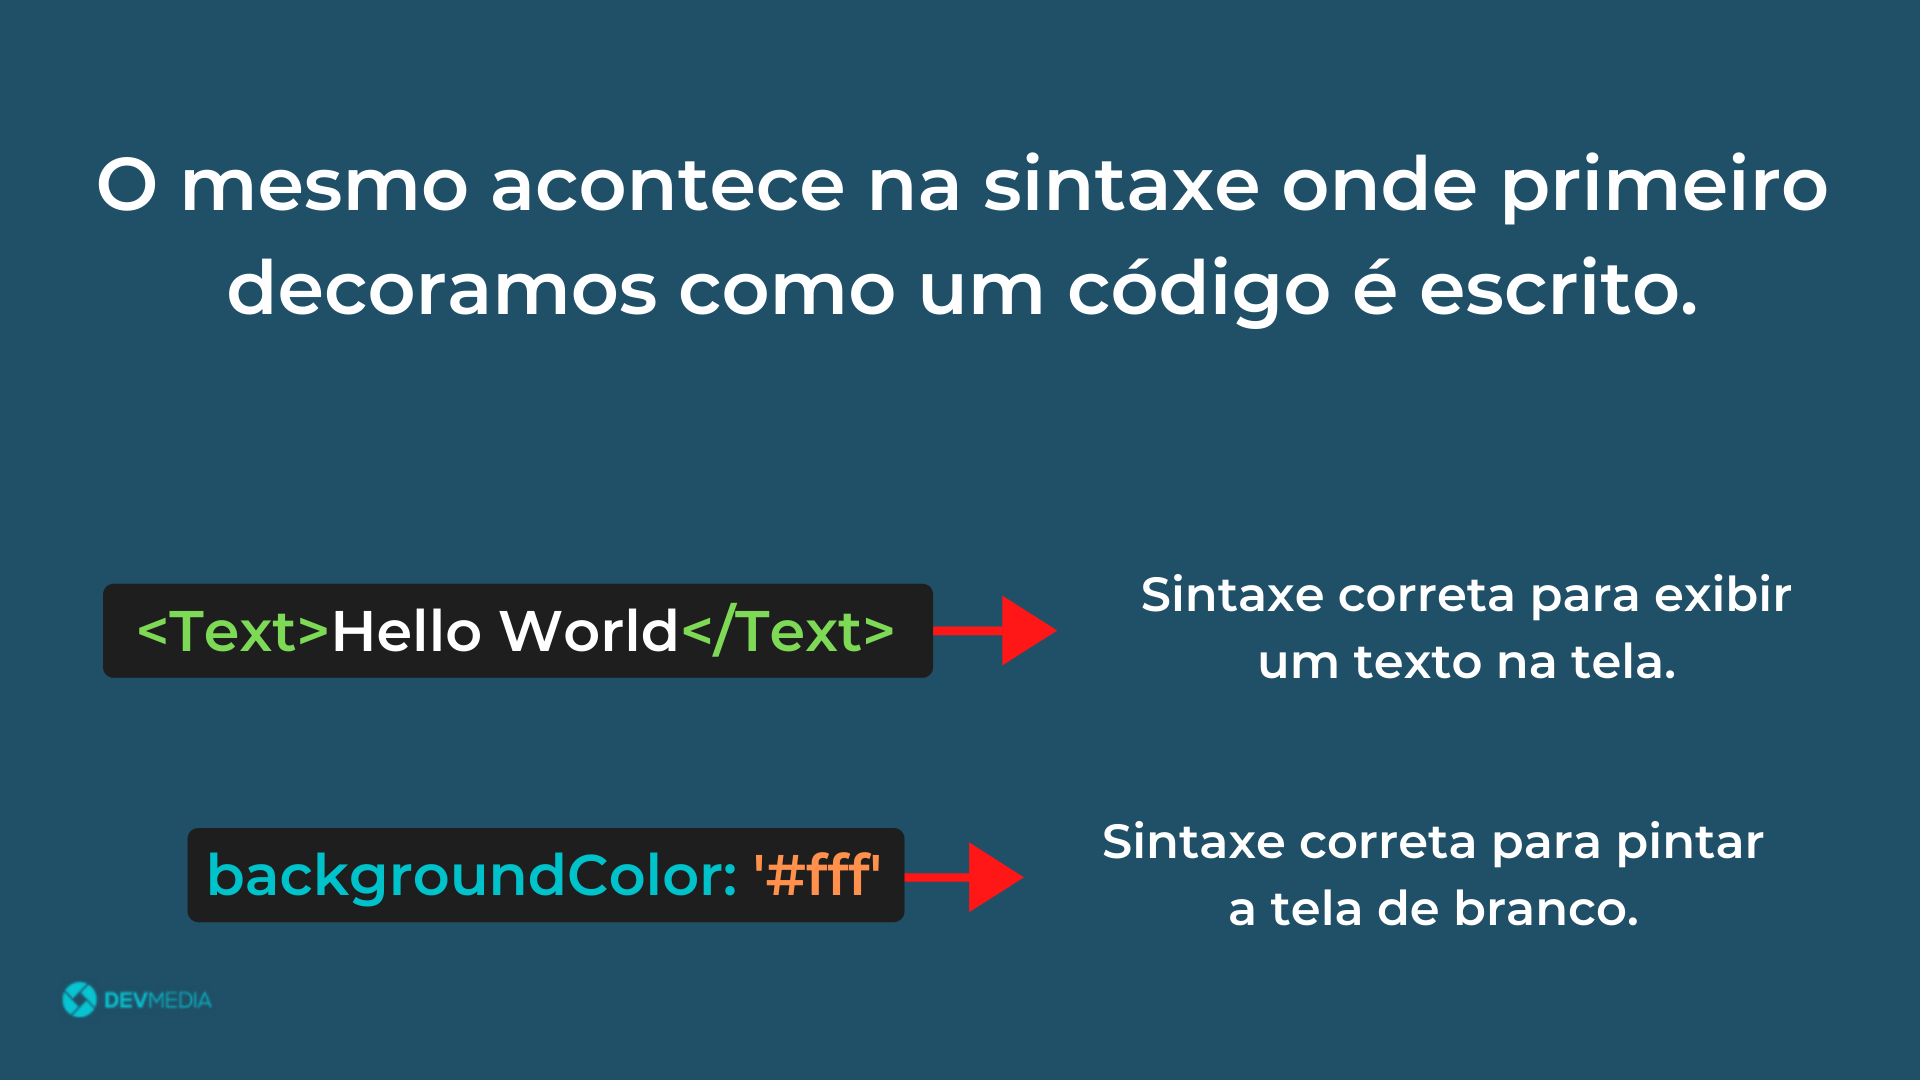 O mesmo acontece na sintaxe onde primeiro
decoramos como um código é escrito.
<Text>Hello World</Text>
Sintaxe correta para exibir
um texto na tela.
backgroundColor: '#fff'
Sintaxe correta para pintar
a tela de branco.
DEVMEDIA